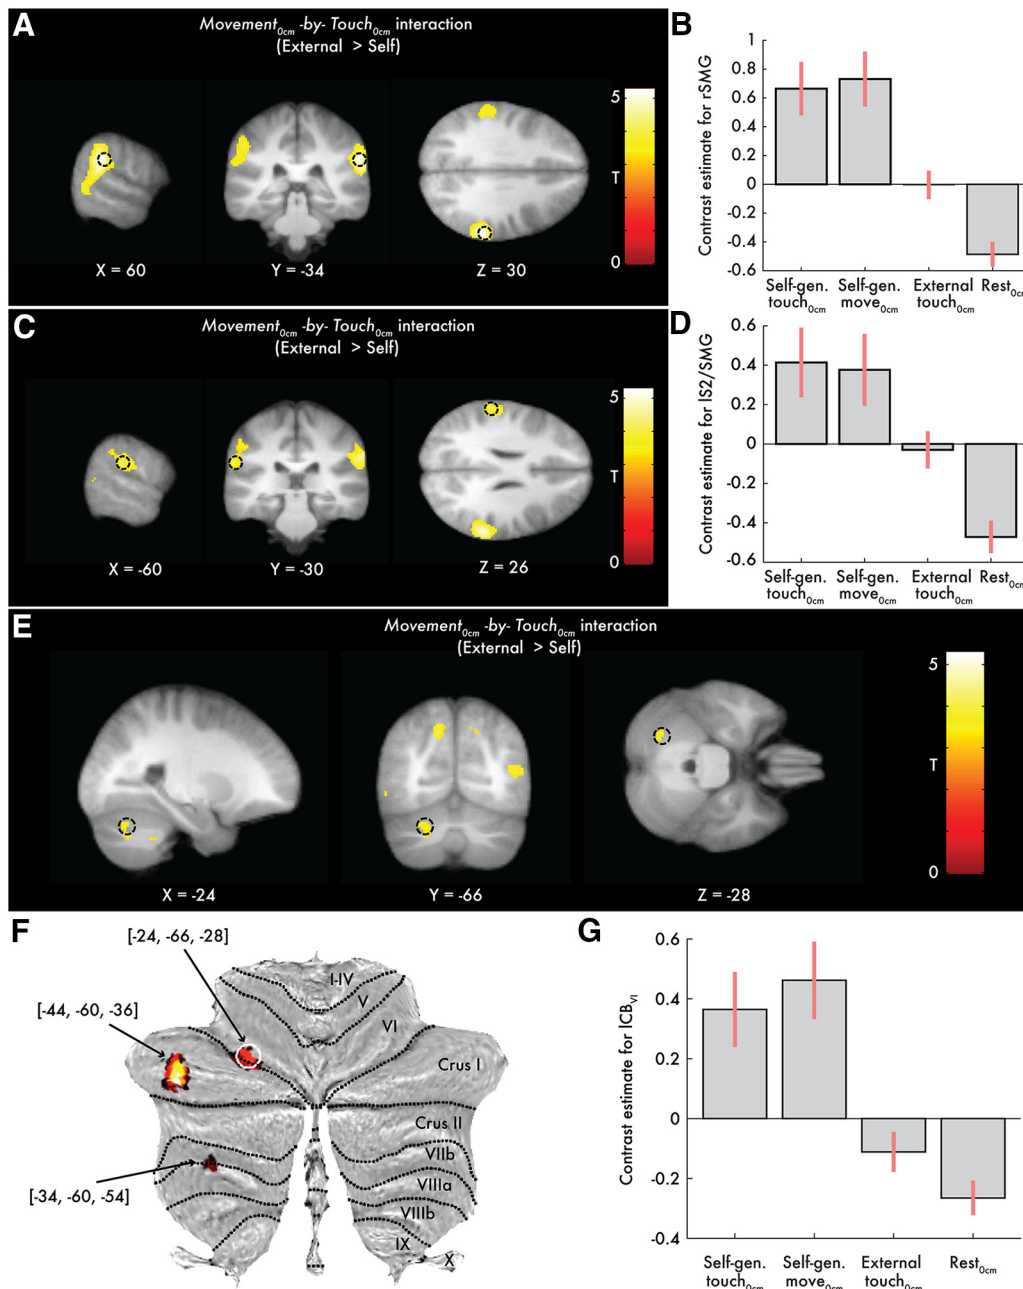 A
Movement0cm -by- Touch0cm interaction
(External > Self)
5
T
0
X = 60
Y = -34
Z = 30
B
Contrast estimate for rSMG
1
0.8
0.6
0.4
0.2
0
-0.2
-0.4
-0.6
Self-gen. Self-gen. External Rest0cm
touch0cm move0cm touch0cm
C
Movement0cm -by- Touch0cm interaction
(External > Self)
5
T
0
X = -60
Y = -30
Z = 26
D
Contrast estimate for lS2/SMG
0.6
0.4
0.2
0
-0.2
-0.4
-0.6
Self-gen. Self-gen. External Rest0cm
touch0cm move0cm touch0cm
E
Movement0cm -by- Touch0cm interaction
(External > Self)
5
T
0
X = -24
Y = -66
Z = -28
F
[-24, -66, -28]
[-44, -60, -36]
[-34, -60, -54]
I-IV
V
VI
Crus I
Crus II
VIIb
VIIIa
VIIIb
IX
X
G
Contrast estimate for lCBVI
0.6
0.4
0.2
0
-0.2
-0.4
Self-gen. Self-gen. External Rest0cm
touch0cm move0cm touch0cm